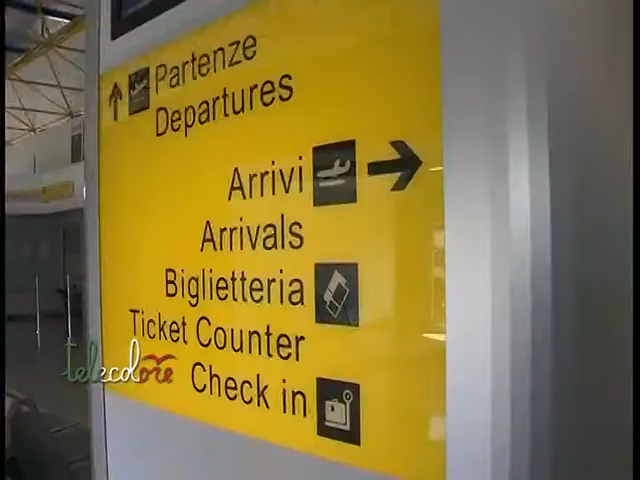 Partenze
Departures
Arrivi
Arrivals
Biglietteria
Ticket Counter
Check in
telecolore